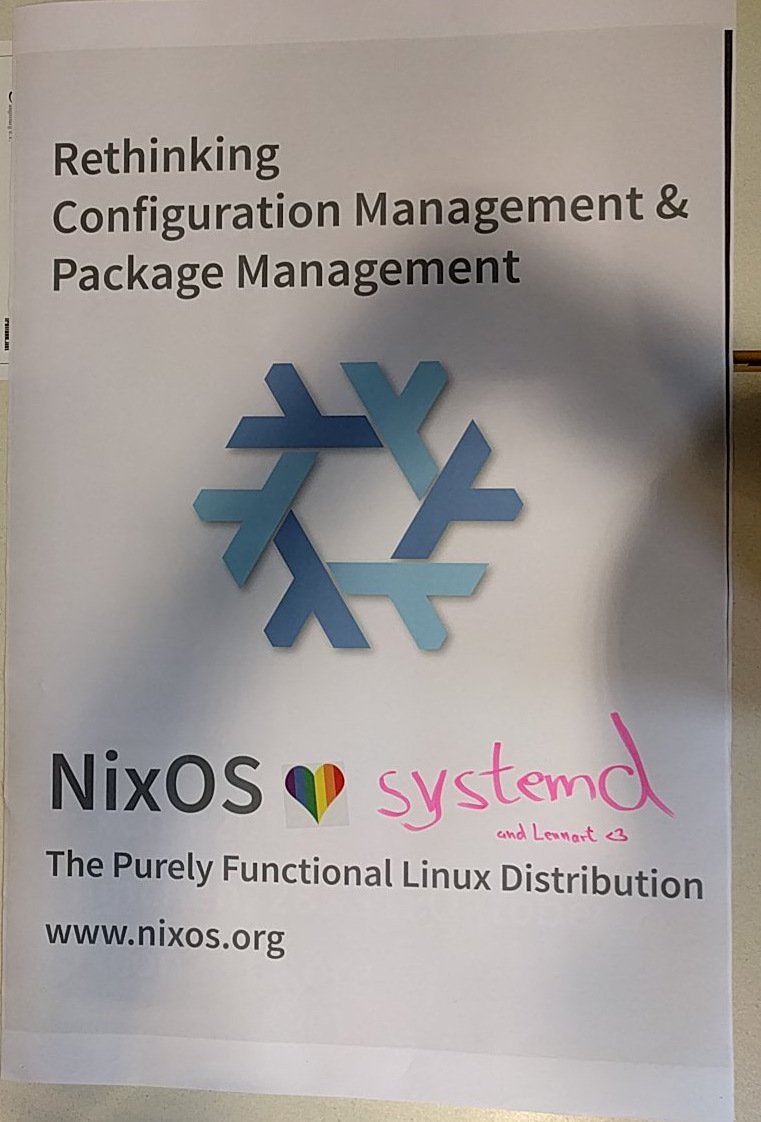 Rethinking
Configuration Management &
Package Management
NixOS systemd
and Lennart <3
The Purely Functional Linux Distribution
www.nixos.org